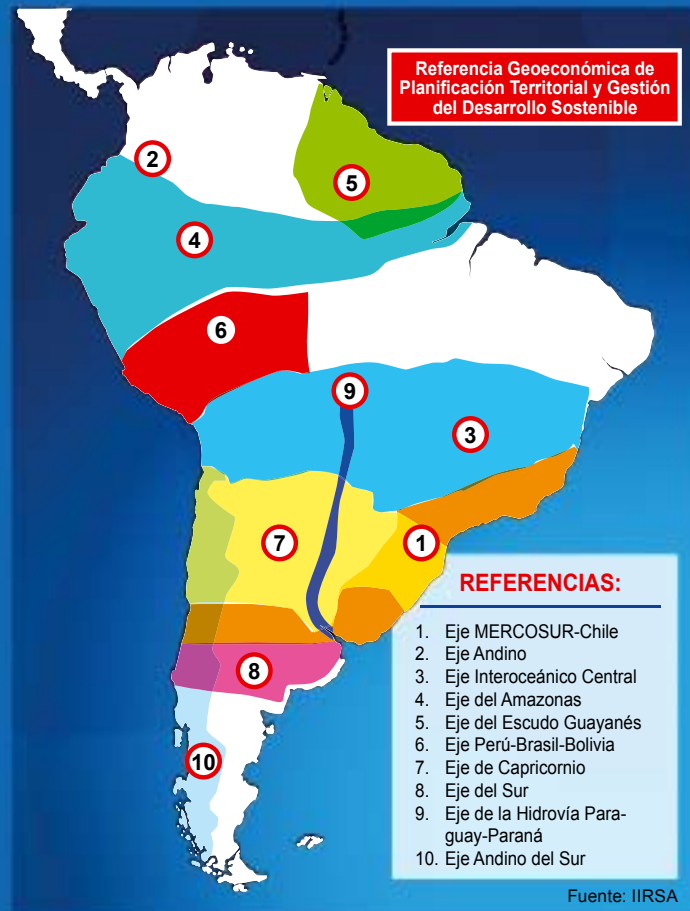 Referencia Geoeconómica de
Planificación Territorial y Gestión
del Desarrollo Sostenible
2
5
4
6
9
3
7
1
8
10
REFERENCIAS:
1. Eje MERCOSUR-Chile
2. Eje Andino
3. Eje Interoceánico Central
4. Eje del Amazonas
5. Eje del Escudo Guayanés
6. Eje Perú-Brasil-Bolivia
7. Eje de Capricornio
8. Eje del Sur
9. Eje de la Hidrovía Para-
guay-Paraná
10. Eje Andino del Sur
Fuente: IIRSA